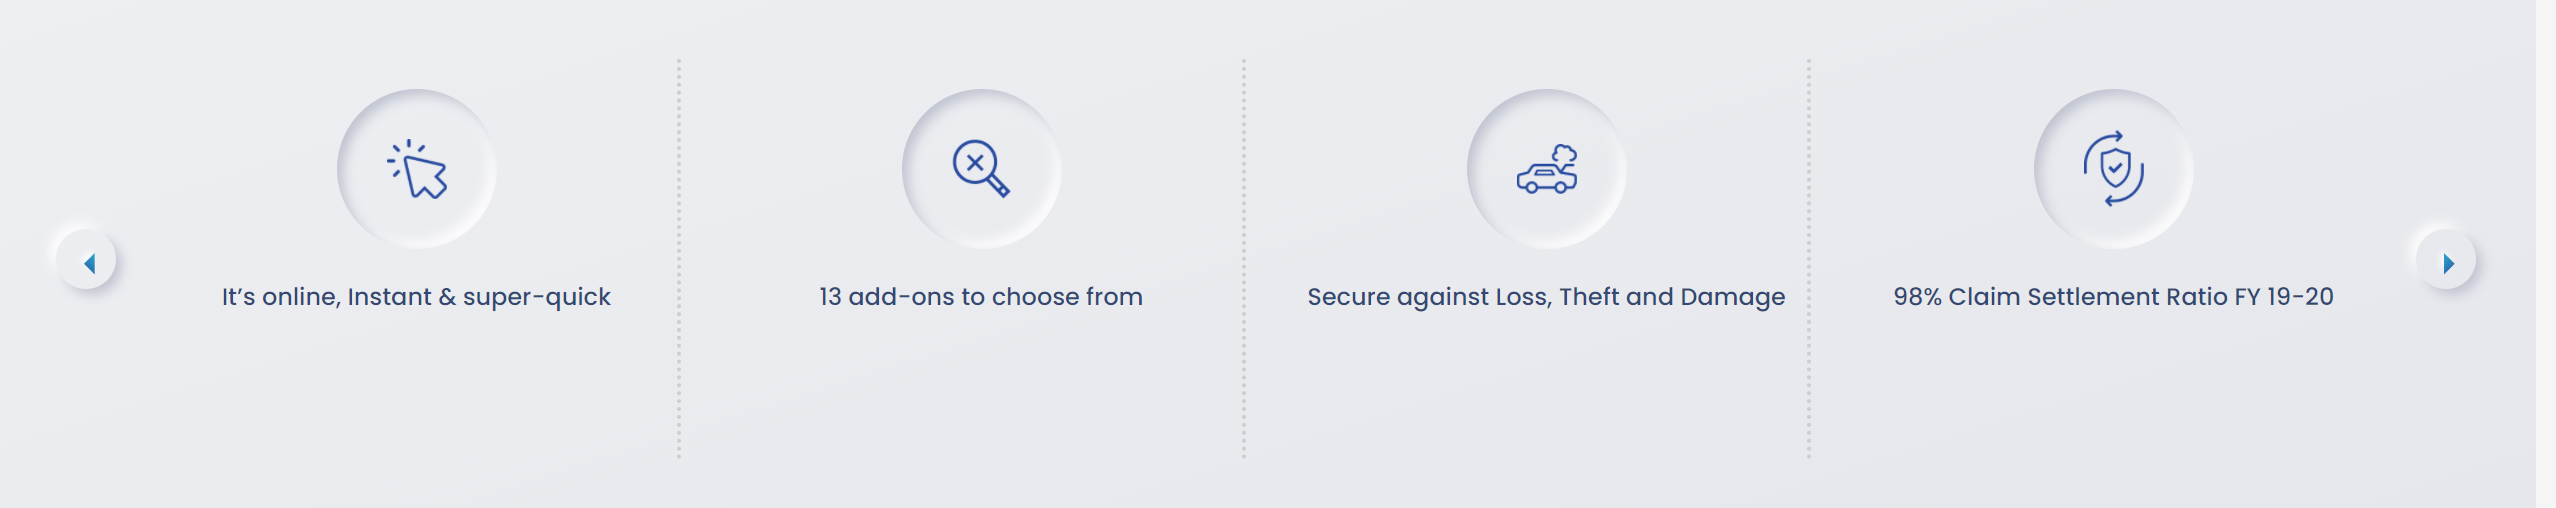 It’s online, Instant & super-quick
13 add-ons to choose from
Secure against Loss, Theft and Damage
98% Claim Settlement Ratio FY 19-20